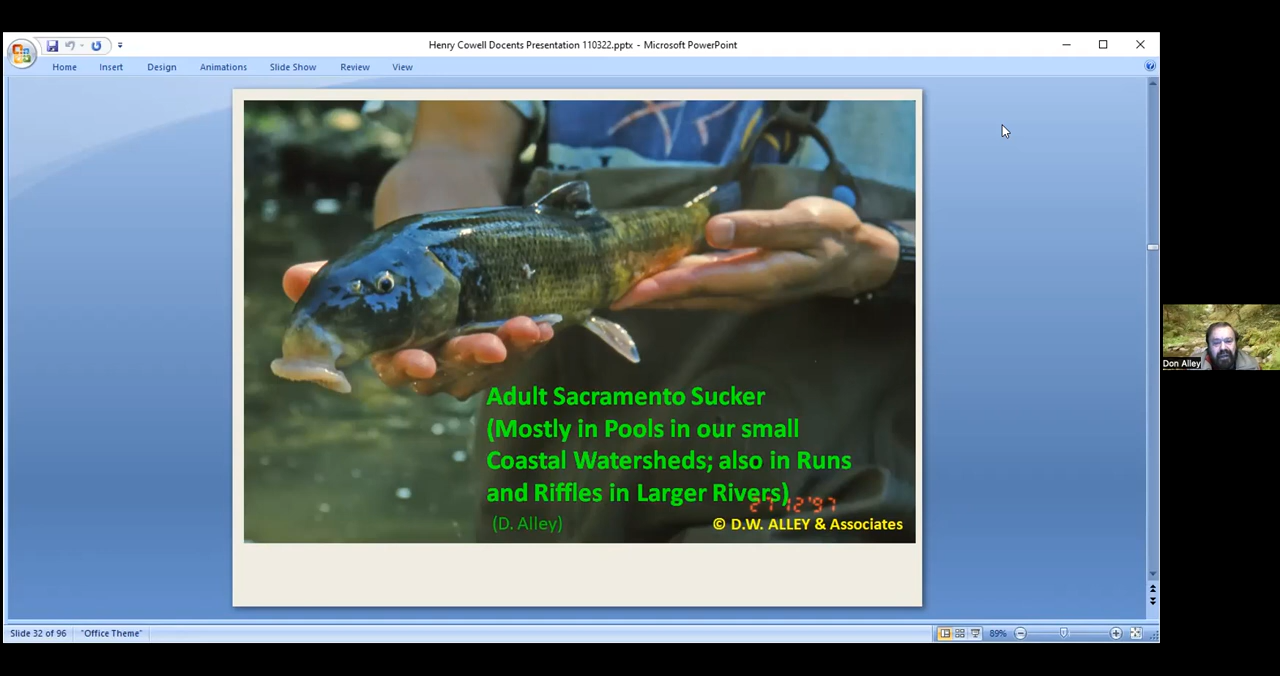 Henry Cowell Docents Presentation 110322.pptx - Microsoft PowerPoint
Home Insert Design Animations Slide Show Review View
Adult Sacramento Sucker
(Mostly in Pools in our small
Coastal Watersheds; also in Runs
and Riffles in Larger Rivers)
(D. Alley)
© D.W. ALLEY & Associates
Don Alley
Slide 32 of 96 "Office Theme" 89%